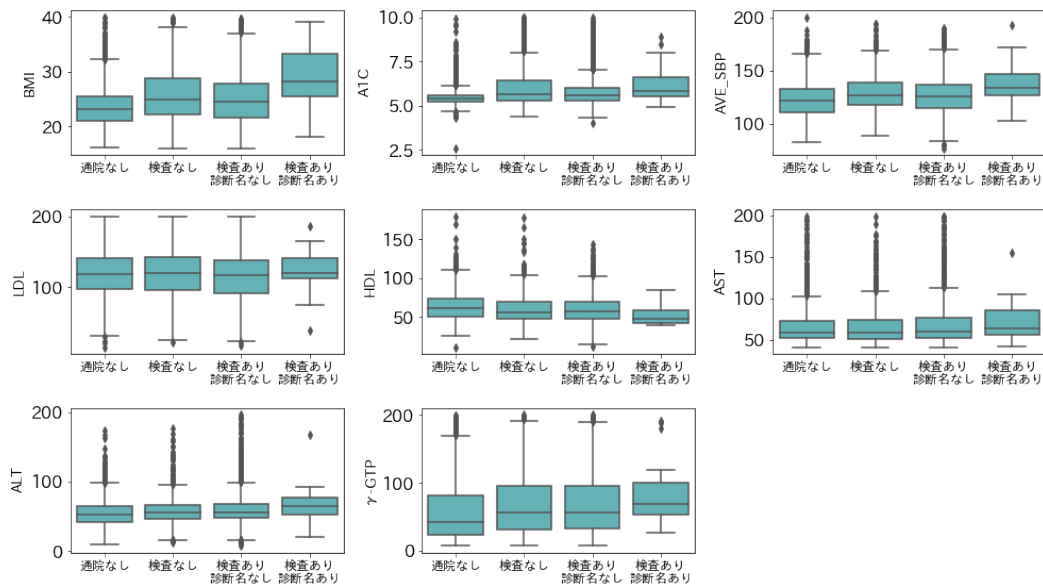 40
30
20
BMI
通院なし
検査なし
検査あり
診断名なし
検査あり
診断名あり
10.0
7.5
5.0
2.5
A1C
通院なし
検査なし
検査あり
診断名なし
検査あり
診断名あり
200
150
100
AVE_SBP
通院なし
検査なし
検査あり
診断名なし
検査あり
診断名あり
200
100
LDL
通院なし
検査なし
検査あり
診断名なし
検査あり
診断名あり
150
100
50
HDL
通院なし
検査なし
検査あり
診断名なし
検査あり
診断名あり
200
150
100
50
AST
通院なし
検査なし
検査あり
診断名なし
検査あり
診断名あり
200
100
0
ALT
通院なし
検査なし
検査あり
診断名なし
検査あり
診断名あり
200
100
0
γ-GTP
通院なし
検査なし
検査あり
診断名なし
検査あり
診断名あり